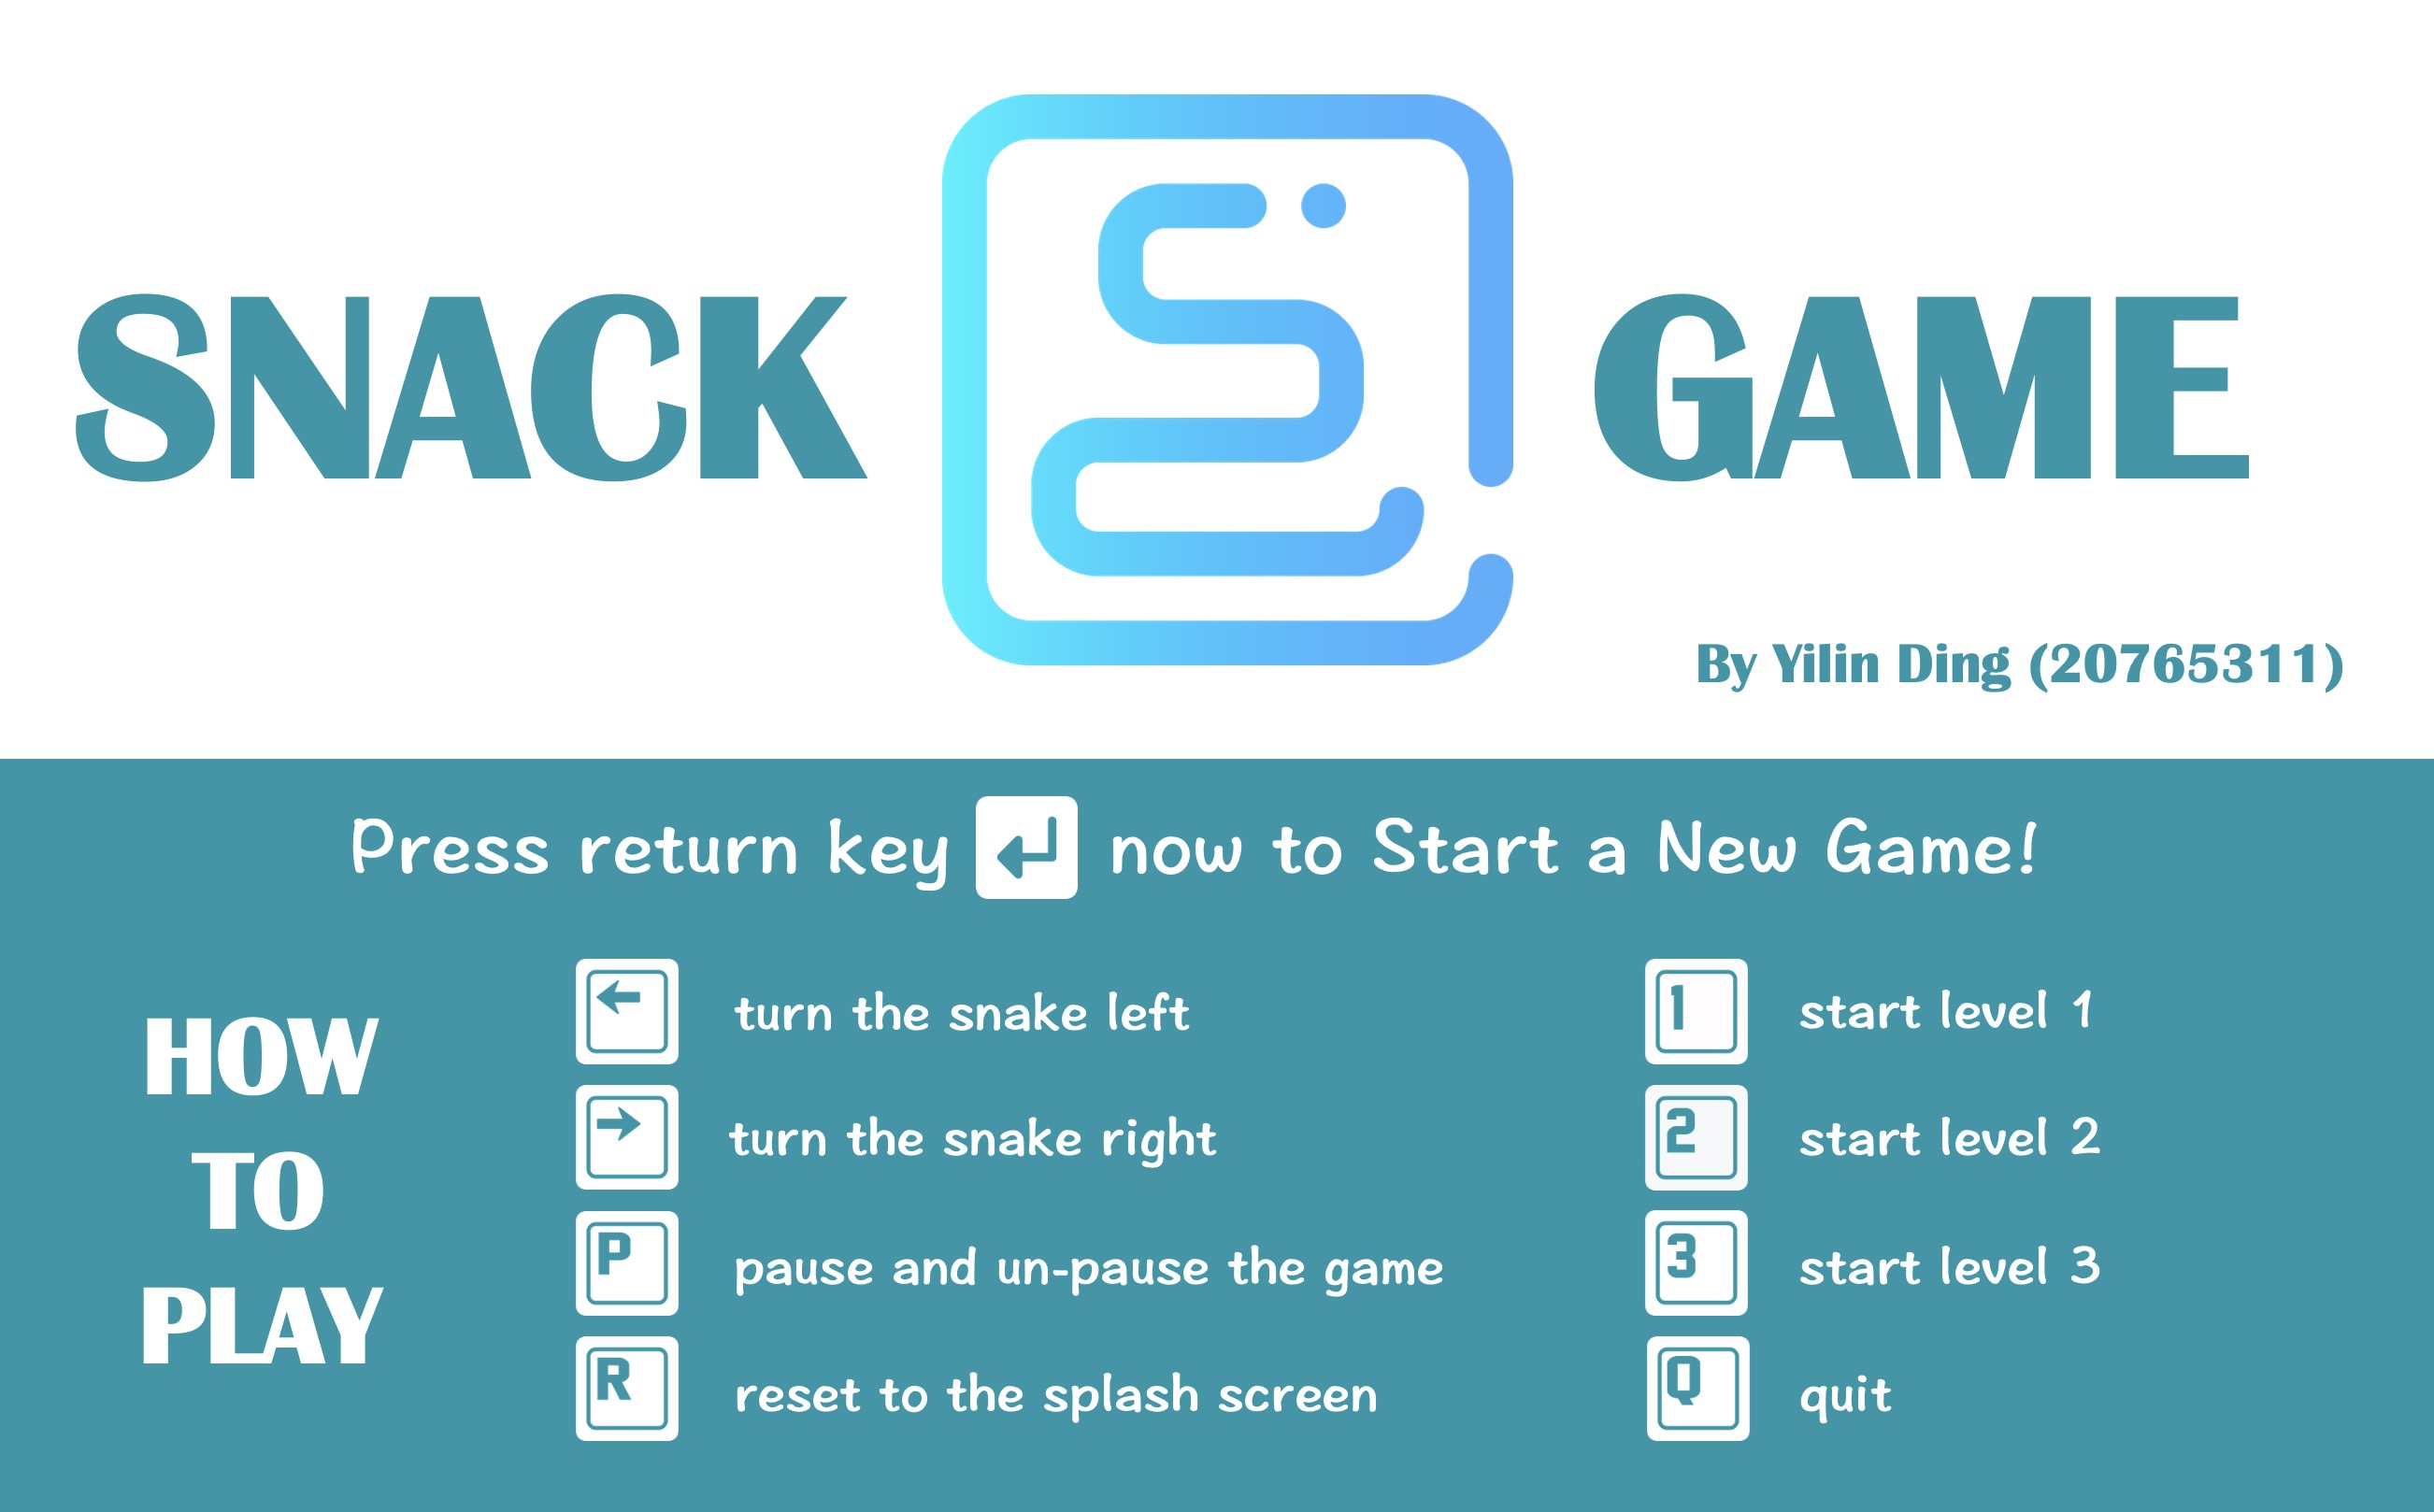 SNACK GAME
By Yilin Ding (20765311)
Press return key now to Start a New Game!
HOW
TO
PLAY
turn the snake left
turn the snake right
P pause and un-pause the game
R reset to the splash screen
1 start level 1
2 start level 2
3 start level 3
Q quit